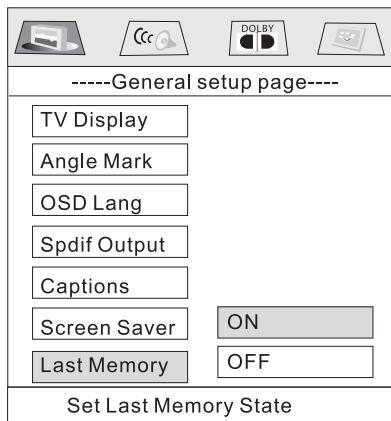 DOLBY
-----General setup page----
TV Display
Angle Mark
OSD Lang
Spdif Output
Captions
Screen Saver
ON
Last Memory
OFF
Set Last Memory State